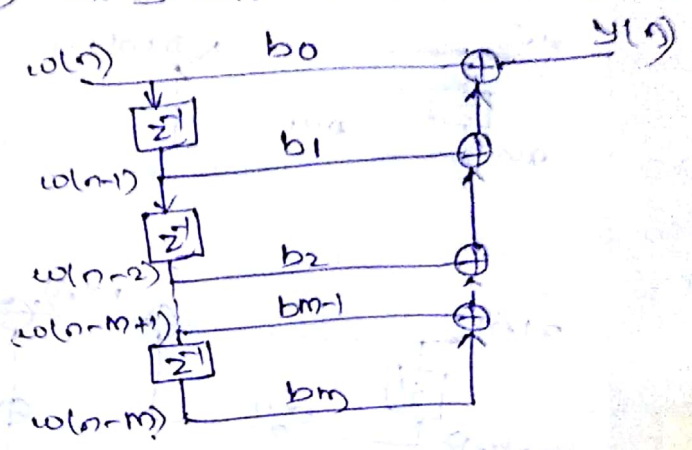 w(n) b0 y(n)
z⁻¹
w(n-1) b1
z⁻¹
w(n-2) b2
w(n-m+1) bm-1
z⁻¹
w(n-m) bm